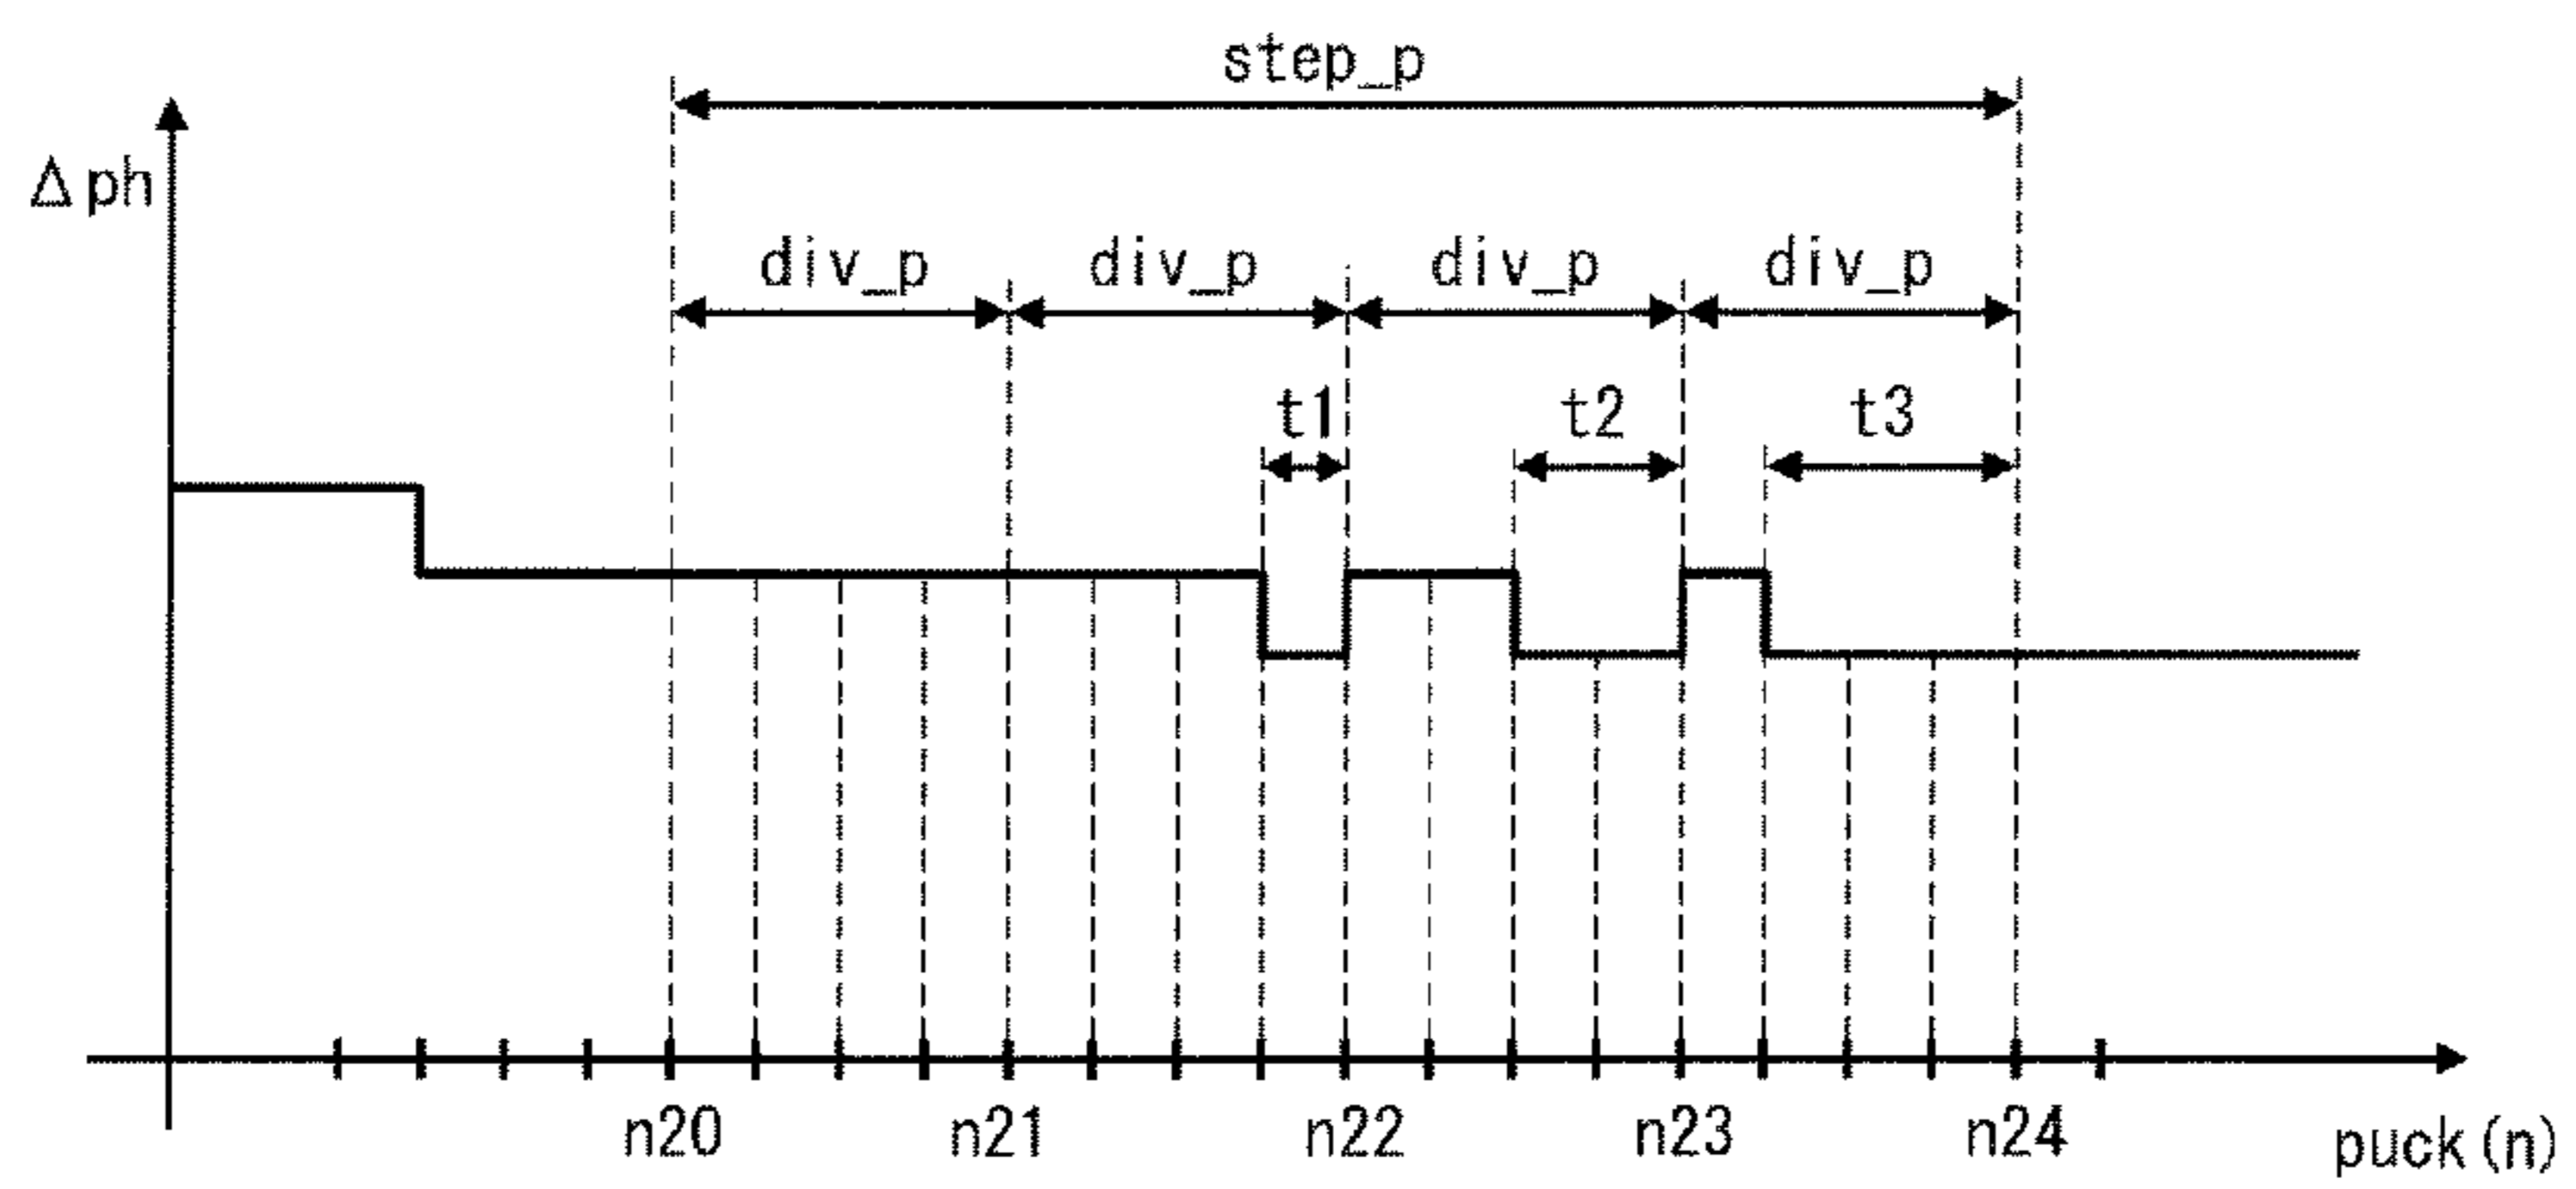 step_p
Δph
div_p div_p div_p div_p
t1 t2 t3
n20 n21 n22 n23 n24 puck(n)